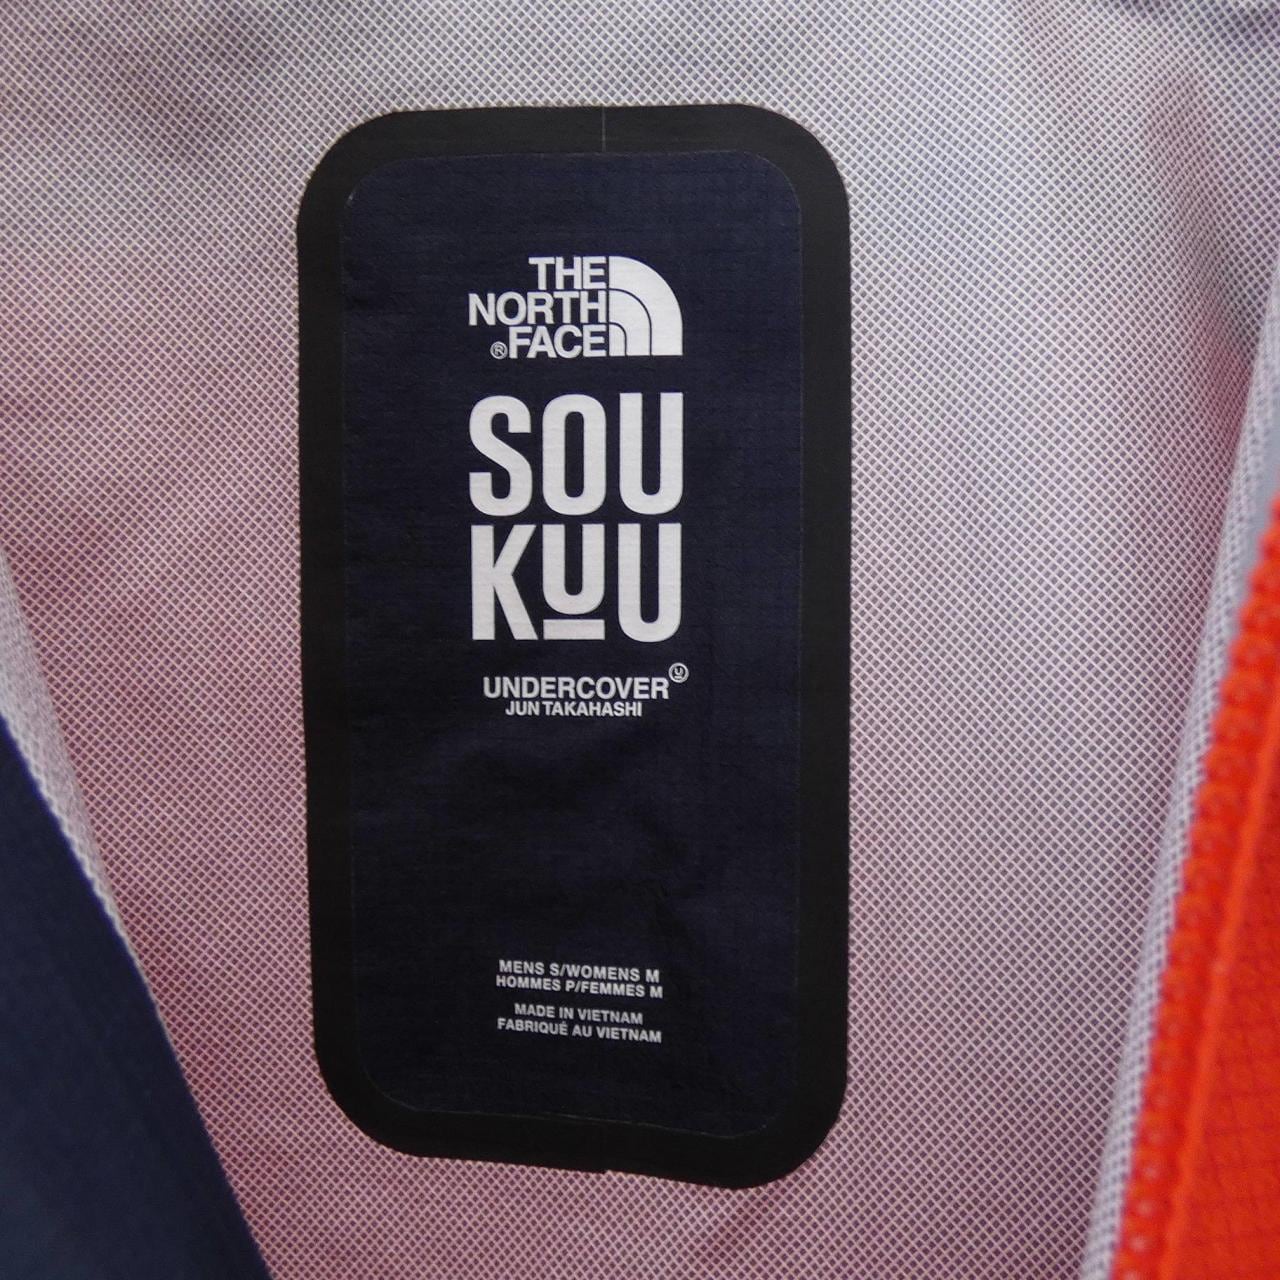 THE
NORTH
®FACE
SOU
KUU
UNDERCOVER
JUN TAKAHASHI
MENS S/WOMENS M
HOMMES P/FEMMES M
MADE IN VIETNAM
FABRIQUÉ AU VIETNAM